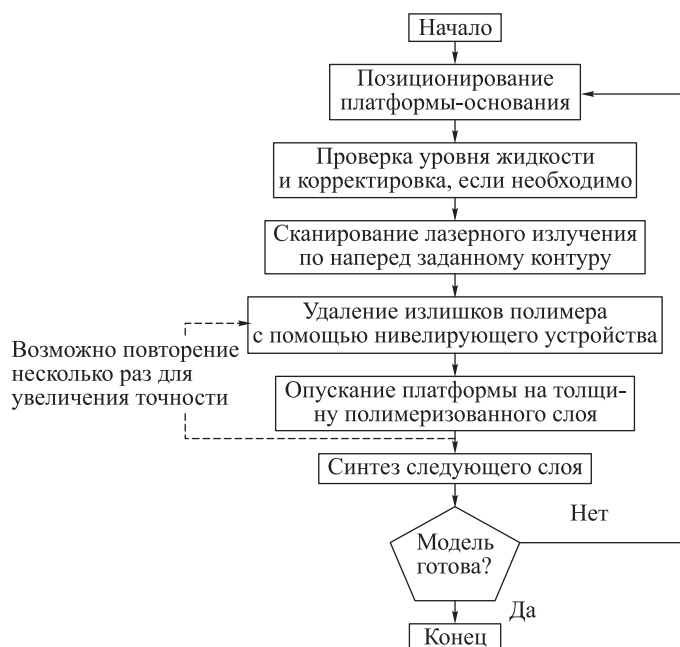 Начало
Позиционирование
платформы-основания
Проверка уровня жидкости
и корректировка, если необходимо
Сканирование лазерного излучения
по наперед заданному контуру
Удаление излишков полимера
с помощью нивелирующего устройства
Возможно повторение
несколько раз для
увеличения точности
Опускание платформы на толщи-
ну полимеризованного слоя
Синтез следующего слоя
Модель
готова?
Нет
Да
Конец